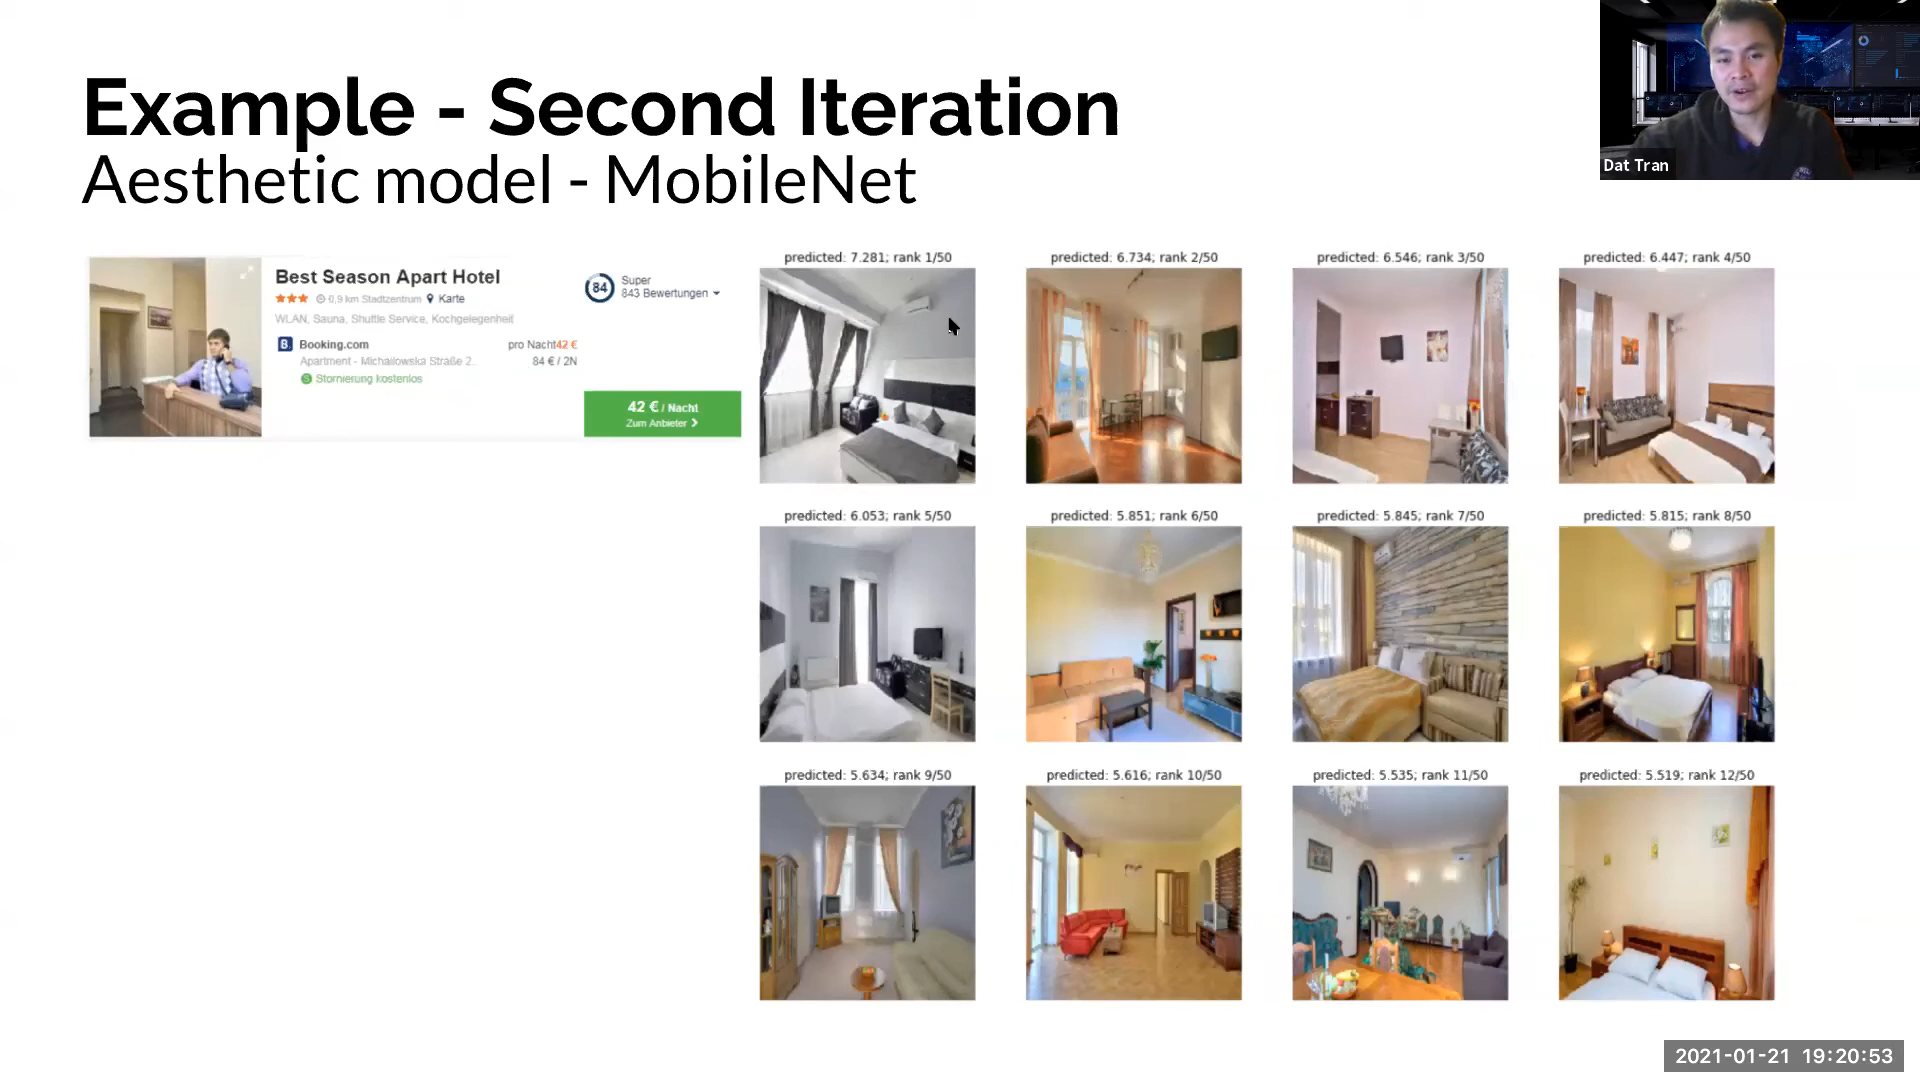 Example - Second Iteration
Aesthetic model - MobileNet
Dat Tran
Best Season Apart Hotel
0,9 km Stadtzentrum Karte
WLAN, Sauna, Shuttle Service, Kochgelegenheit
B. Booking.com
pro Nacht 42 €
Apartment - Michailowska Straße 2..
84 € / 2N
Stornierung kostenlos
84
Super
843 Bewertungen
42 € / Nacht
Zum Anbieter
predicted: 7.281; rank 1/50
predicted: 6.734; rank 2/50
predicted: 6.546; rank 3/50
predicted: 6.447; rank 4/50
predicted: 6.053; rank 5/50
predicted: 5.851; rank 6/50
predicted: 5.845; rank 7/50
predicted: 5.815; rank 8/50
predicted: 5.634; rank 9/50
predicted: 5.616; rank 10/50
predicted: 5.535; rank 11/50
predicted: 5.519; rank 12/50
2021-01-21 19:20:53